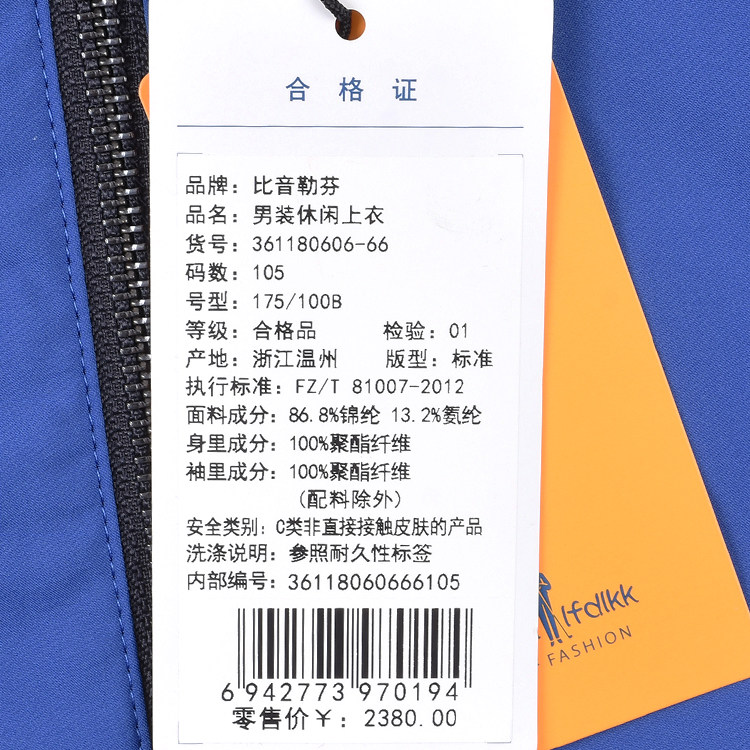 合格证
品牌：比音勒芬
品名：男装休闲上衣
货号：361180606-66
码数：105
号型：175/100B
等级：合格品 检验：01
产地：浙江温州 版型：标准
执行标准：FZ/T 81007-2012
面料成分：86.8%锦纶 13.2%氨纶
身里成分：100%聚酯纤维
袖里成分：100%聚酯纤维
（配料除外）
安全类别：C类非直接接触皮肤的产品
洗涤说明：参照耐久性标签
内部编号：36118060666105
6 942773 970194
零售价￥：2380.00
lfdlkk
FASHION